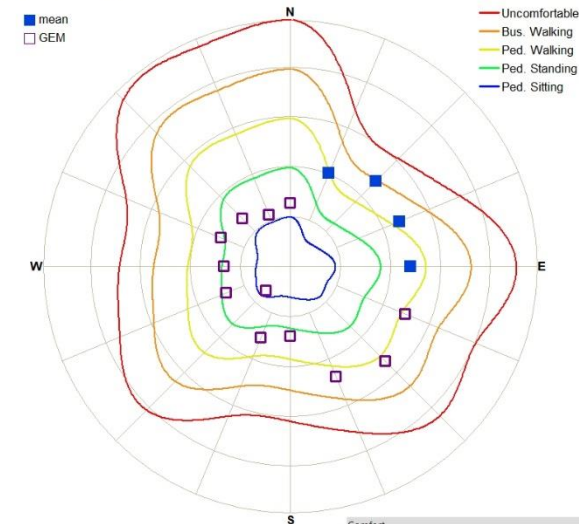 mean
GEM
N
Uncomfortable
Bus. Walking
Ped. Walking
Ped. Standing
Ped. Sitting
W
E
S